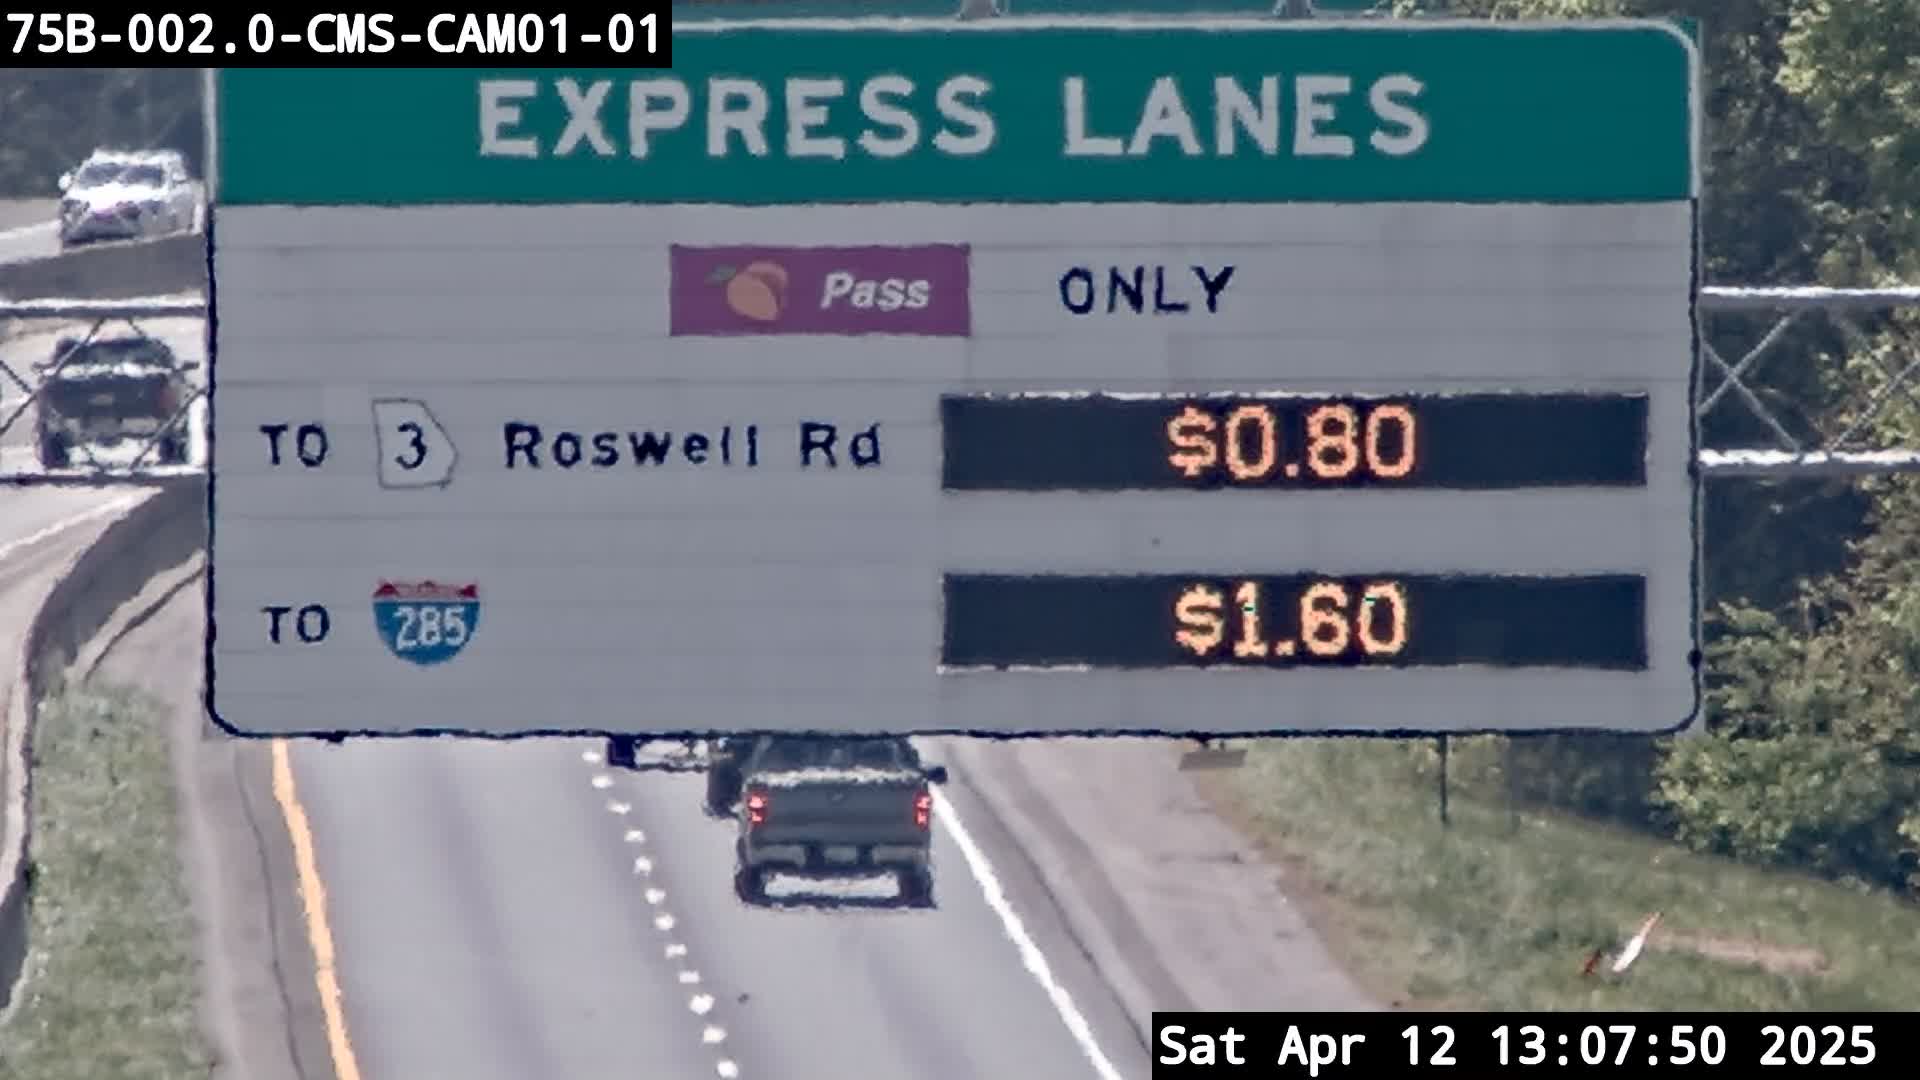 75B-002.0-CMS-CAM01-01
EXPRESS LANES
Pass ONLY
TO 3 Roswell Rd $0.80
TO 285 $1.60
Sat Apr 12 13:07:50 2025